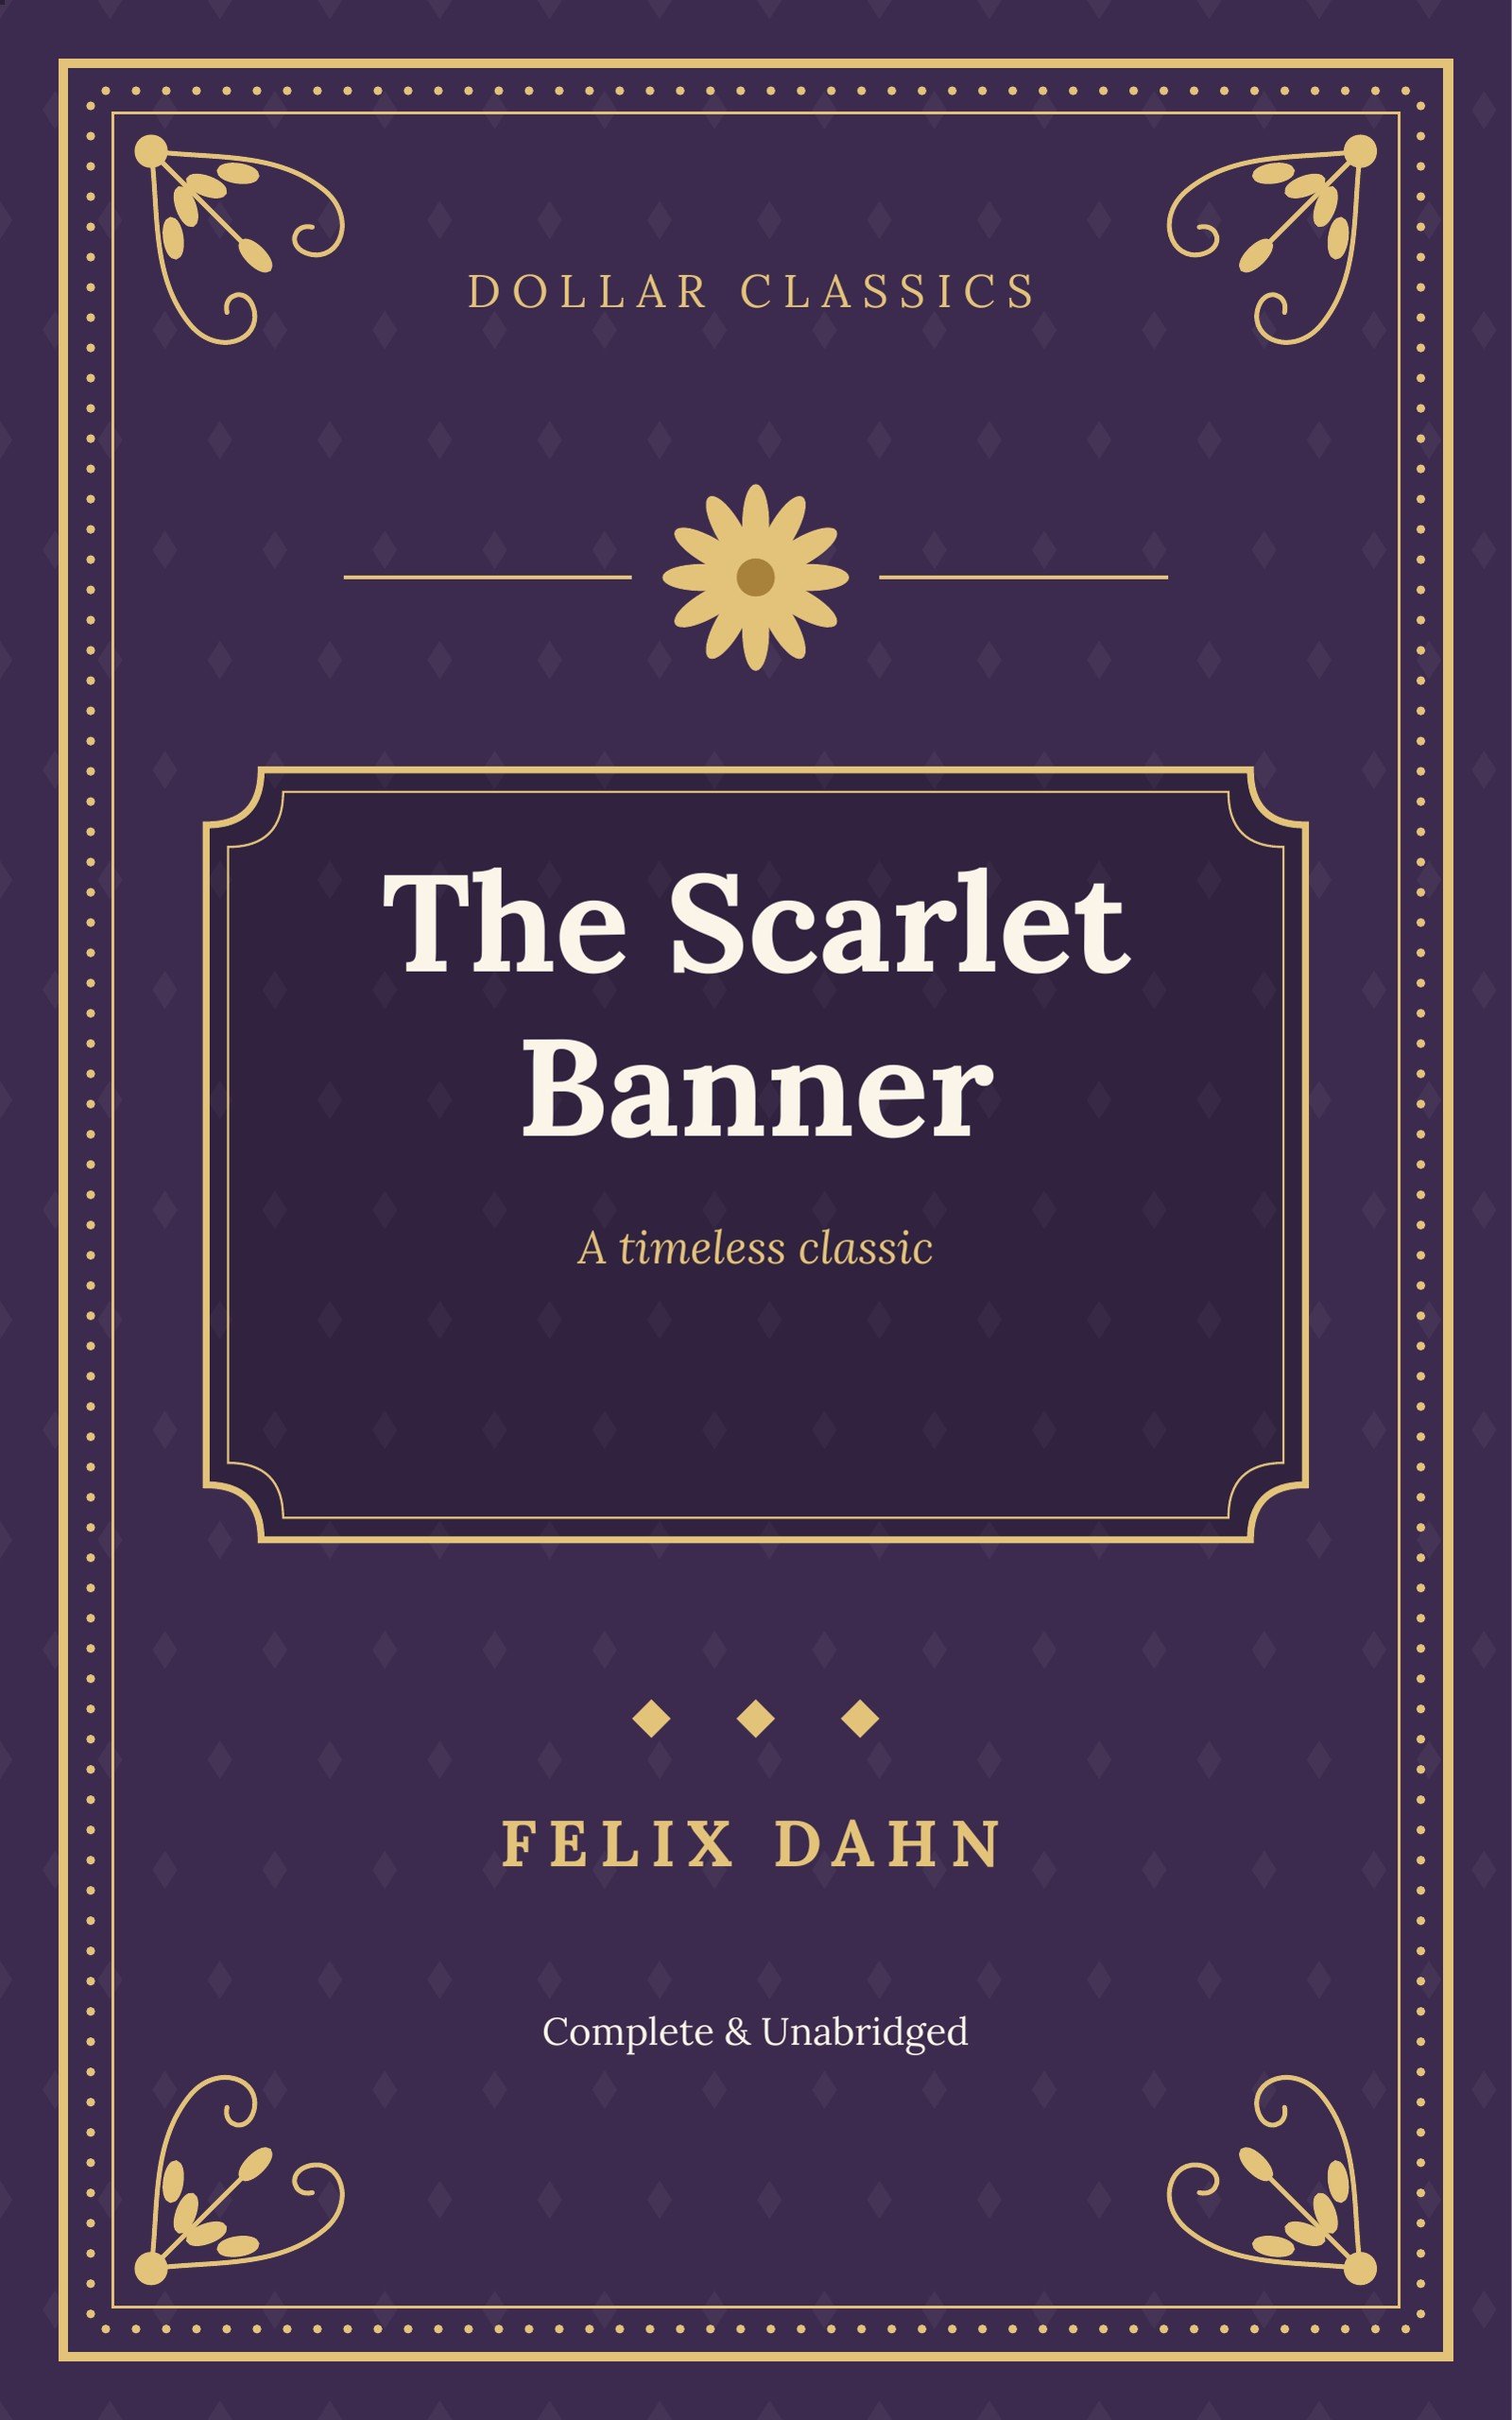 DOLLAR CLASSICS
The Scarlet
Banner
A timeless classic
FELIX DAHN
Complete & Unabridged